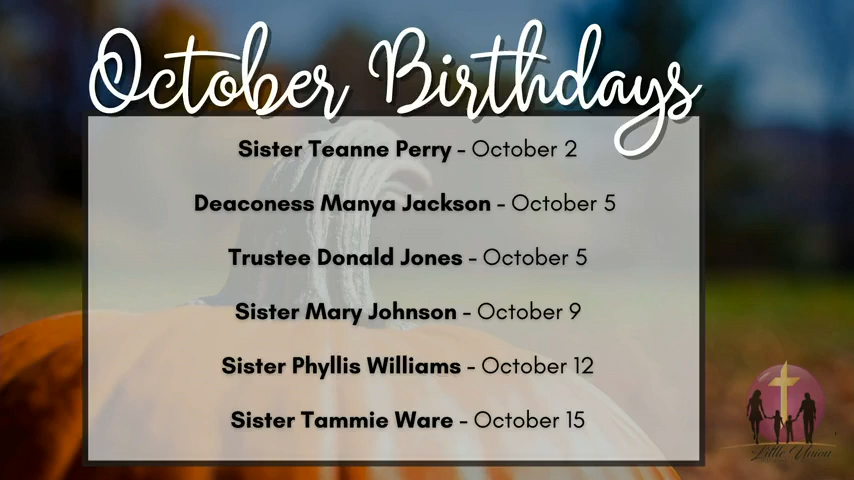 October Birthdays
Sister Teanne Perry - October 2
Deaconess Manya Jackson - October 5
Trustee Donald Jones - October 5
Sister Mary Johnson - October 9
Sister Phyllis Williams - October 12
Sister Tammie Ware - October 15
Little Union